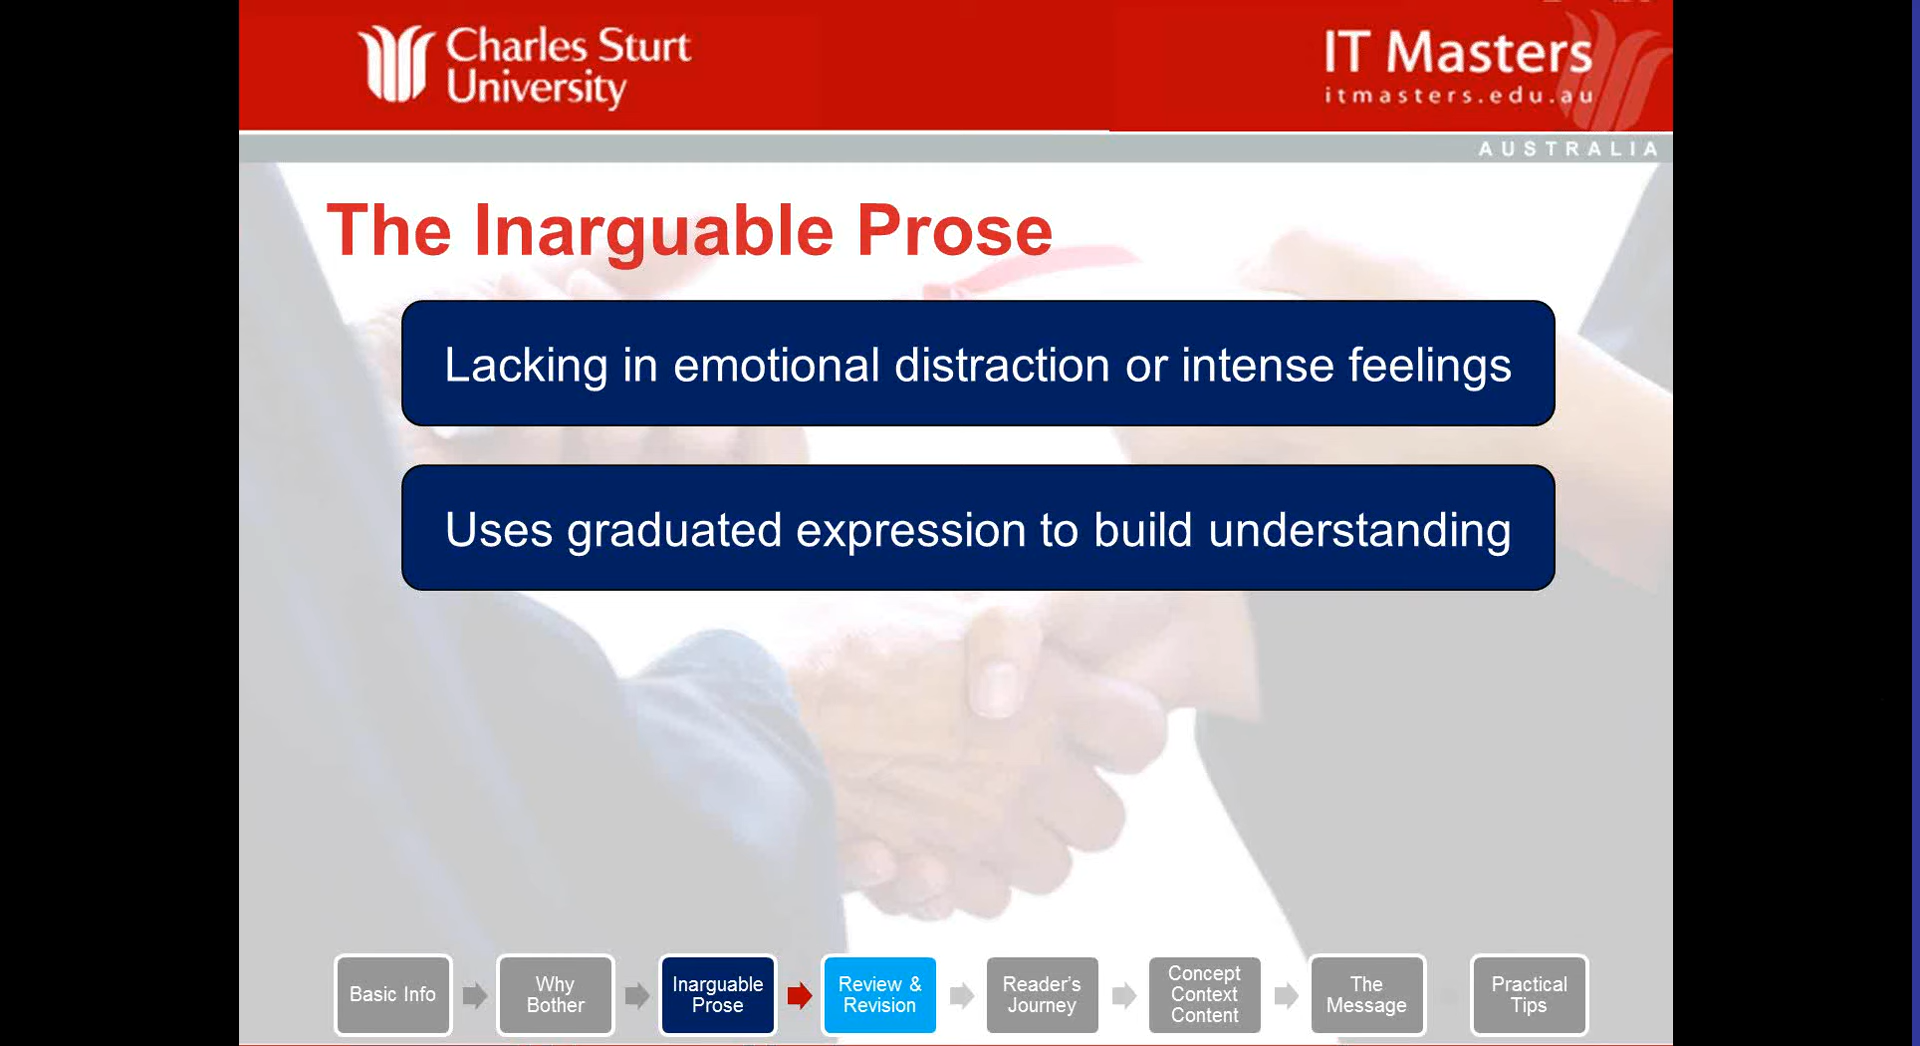 Charles Sturt
University
IT Masters
itmasters.edu.au
AUSTRALIA
The Inarguable Prose
Lacking in emotional distraction or intense feelings
Uses graduated expression to build understanding
Basic Info
Why
Bother
Inarguable
Prose
Review &
Revision
Reader's
Journey
Concept
Context
Content
The
Message
Practical
Tips